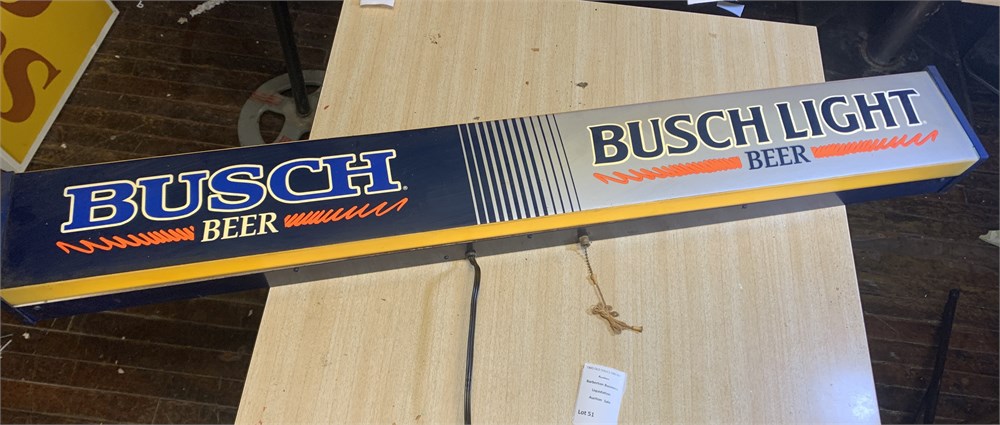 BUSCH®
BEER
BUSCH LIGHT®
BEER
Lot 51